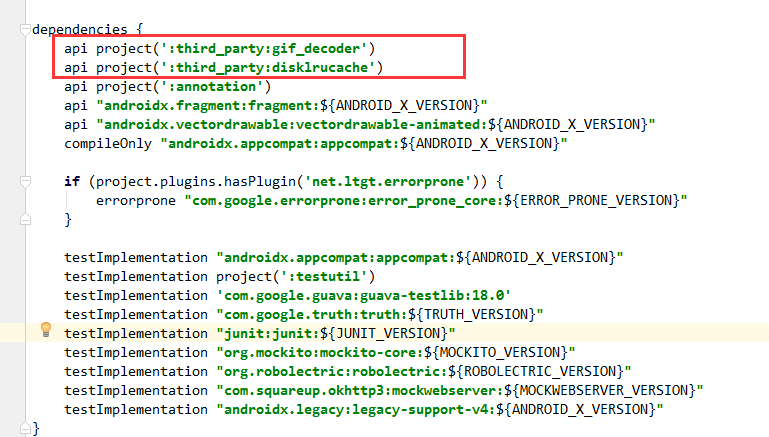 dependencies {
    api project(':third_party:gif_decoder')
    api project(':third_party:disklrucache')
    api project(':annotation')
    api "androidx.fragment:fragment:${ANDROID_X_VERSION}"
    api "androidx.vectordrawable:vectordrawable-animated:${ANDROID_X_VERSION}"
    compileOnly "androidx.appcompat:appcompat:${ANDROID_X_VERSION}"
    if (project.plugins.hasPlugin('net.ltgt.errorprone')) {
        errorprone "com.google.errorprone:error_prone_core:${ERROR_PRONE_VERSION}"
    }
    testImplementation "androidx.appcompat:appcompat:${ANDROID_X_VERSION}"
    testImplementation project(':testutil')
    testImplementation 'com.google.guava:guava-testlib:18.0'
    testImplementation "com.google.truth:truth:${TRUTH_VERSION}"
    testImplementation "junit:junit:${JUNIT_VERSION}"
    testImplementation "org.mockito:mockito-core:${MOCKITO_VERSION}"
    testImplementation "org.robolectric:robolectric:${ROBOLECTRIC_VERSION}"
    testImplementation "com.squareup.okhttp3:mockwebserver:${MOCKWEBSERVER_VERSION}"
    testImplementation "androidx.legacy:legacy-support-v4:${ANDROID_X_VERSION}"
}